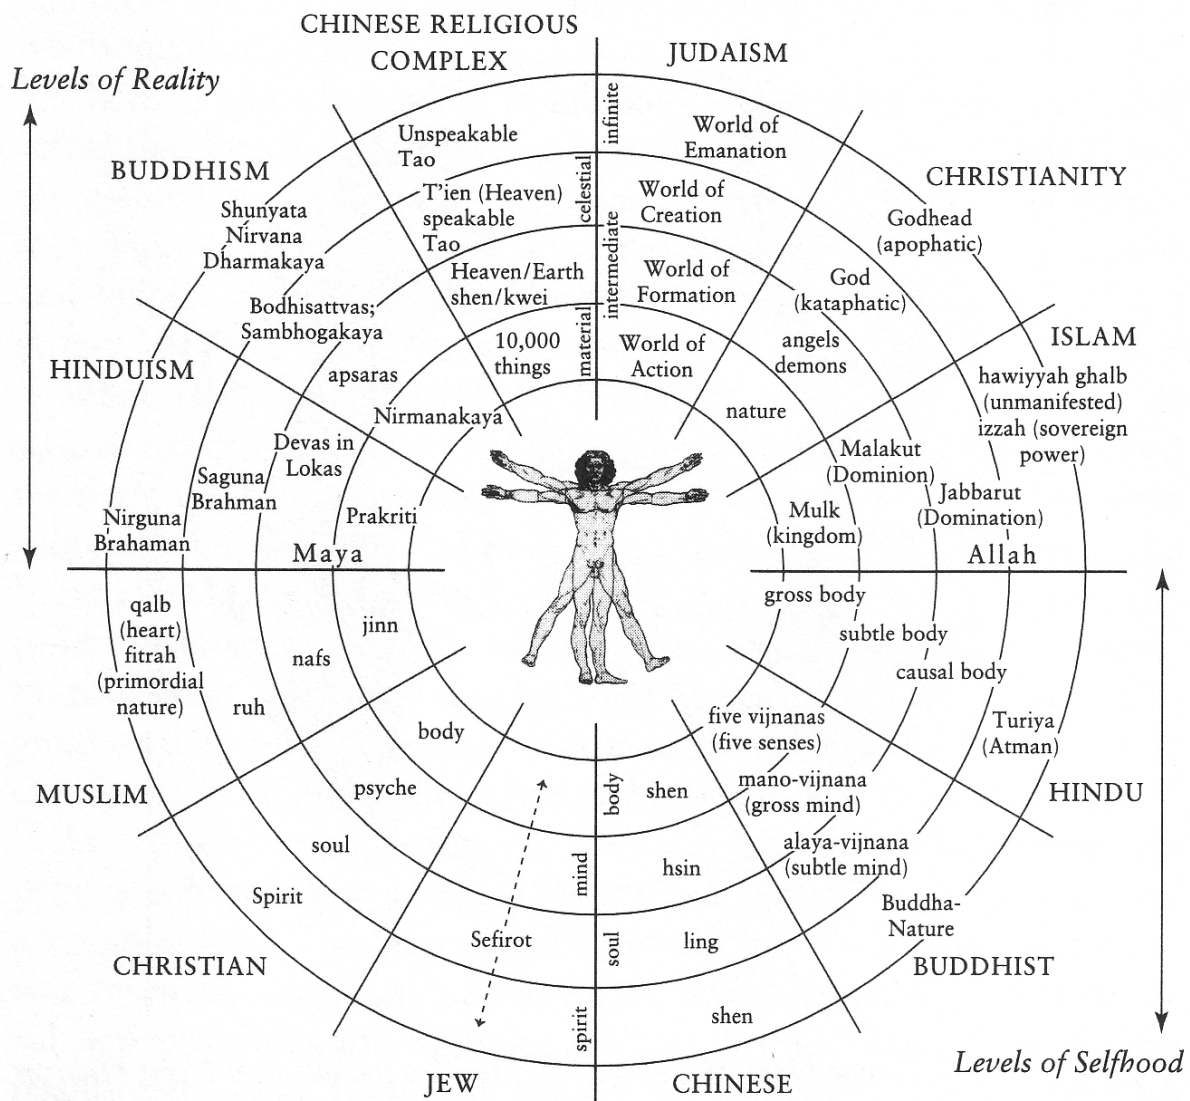 CHINESE RELIGIOUS
COMPLEX
JUDAISM
Levels of Reality
infinite
Unspeakable
Tao
World of
Emanation
BUDDHISM
CHRISTIANITY
celestial
T'ien (Heaven)
speakable
Tao
World of
Creation
Shunyata
Nirvana
Dharmakaya
Godhead
(apophatic)
intermediate
Heaven/Earth
shen/kwei
World of
Formation
God
(kataphatic)
Bodhisattvas;
Sambhogakaya
material
10,000
things
World of
Action
angels
demons
ISLAM
HINDUISM
apsaras
hawiyyah ghalb
(unmanifested)
izzah (sovereign
power)
Nirmanakaya
nature
Devas in
Lokas
Malakut
(Dominion)
Saguna
Brahman
Jabbarut
(Domination)
Nirguna
Brahaman
Prakriti
Mulk
(kingdom)
Maya
Allah
qalb
(heart)
fitrah
(primordial
nature)
jinn
gross body
nafs
subtle body
causal body
ruh
five vijnanas
(five senses)
Turiya
(Atman)
body
MUSLIM
psyche
body
shen
mano-vijnana
(gross mind)
HINDU
soul
mind
hsin
alaya-vijnana
(subtle mind)
Spirit
Sefirot
soul
ling
Buddha-
Nature
CHRISTIAN
BUDDHIST
spirit
shen
Levels of Selfhood
JEW
CHINESE